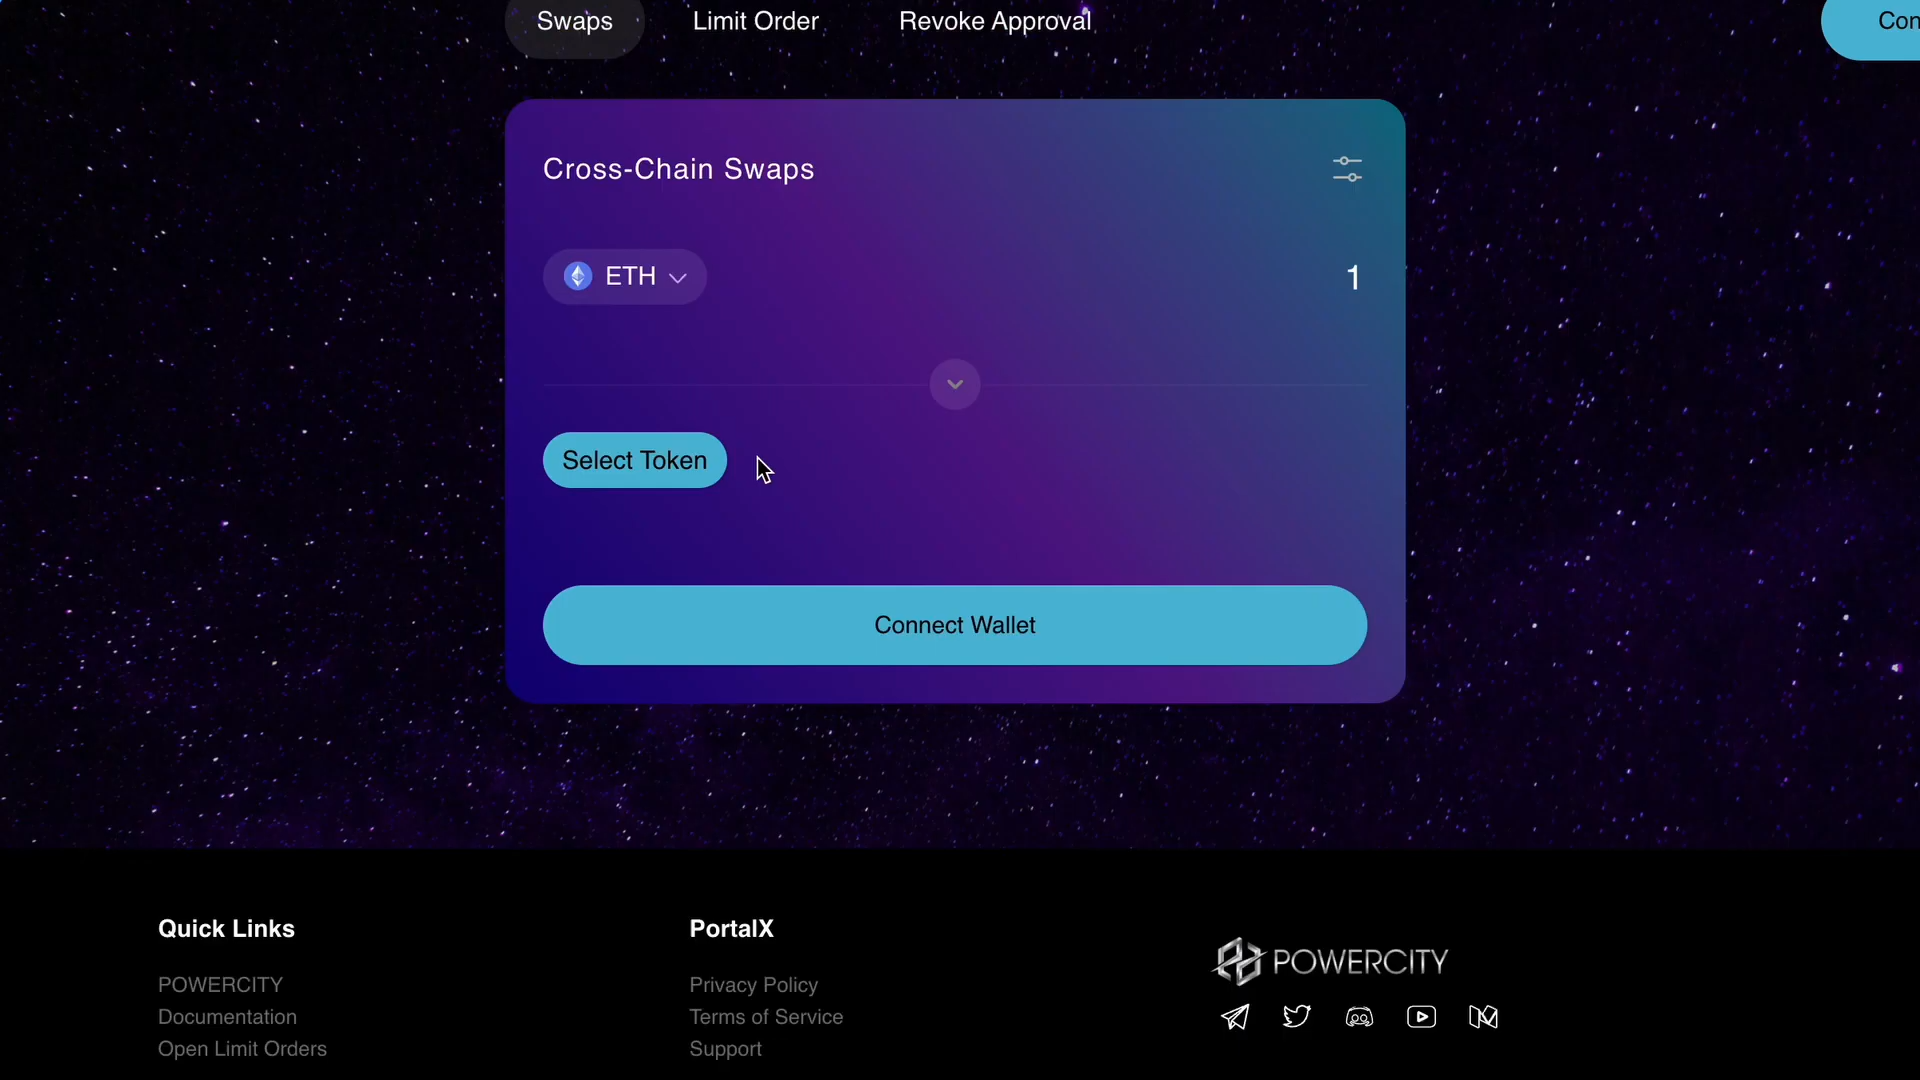 Swaps
Limit Order
Revoke Approval
Con
Cross-Chain Swaps
ETH
1
Select Token
Connect Wallet
Quick Links
POWERCITY
Documentation
Open Limit Orders
PortalX
Privacy Policy
Terms of Service
Support
POWERCITY